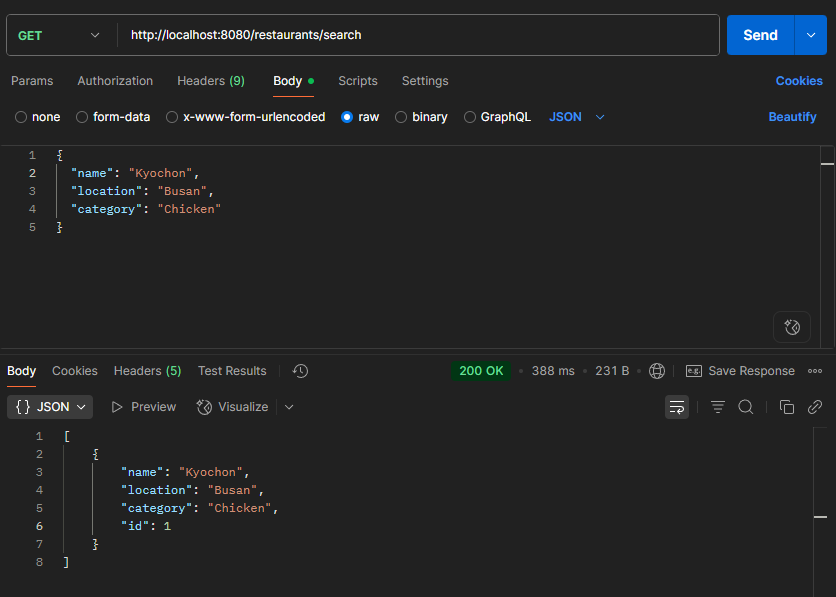 GET http://localhost:8080/restaurants/search Send
Params Authorization Headers (9) Body Scripts Settings Cookies
none form-data x-www-form-urlencoded raw binary GraphQL JSON Beautify
1 {
2 "name": "Kyochon",
3 "location": "Busan",
4 "category": "Chicken"
5 }
Body Cookies Headers (5) Test Results 200 OK • 388 ms • 231 B • e.g. Save Response
{} JSON Preview Visualize
1 [
2 {
3 "name": "Kyochon",
4 "location": "Busan",
5 "category": "Chicken",
6 "id": 1
7 }
8 ]